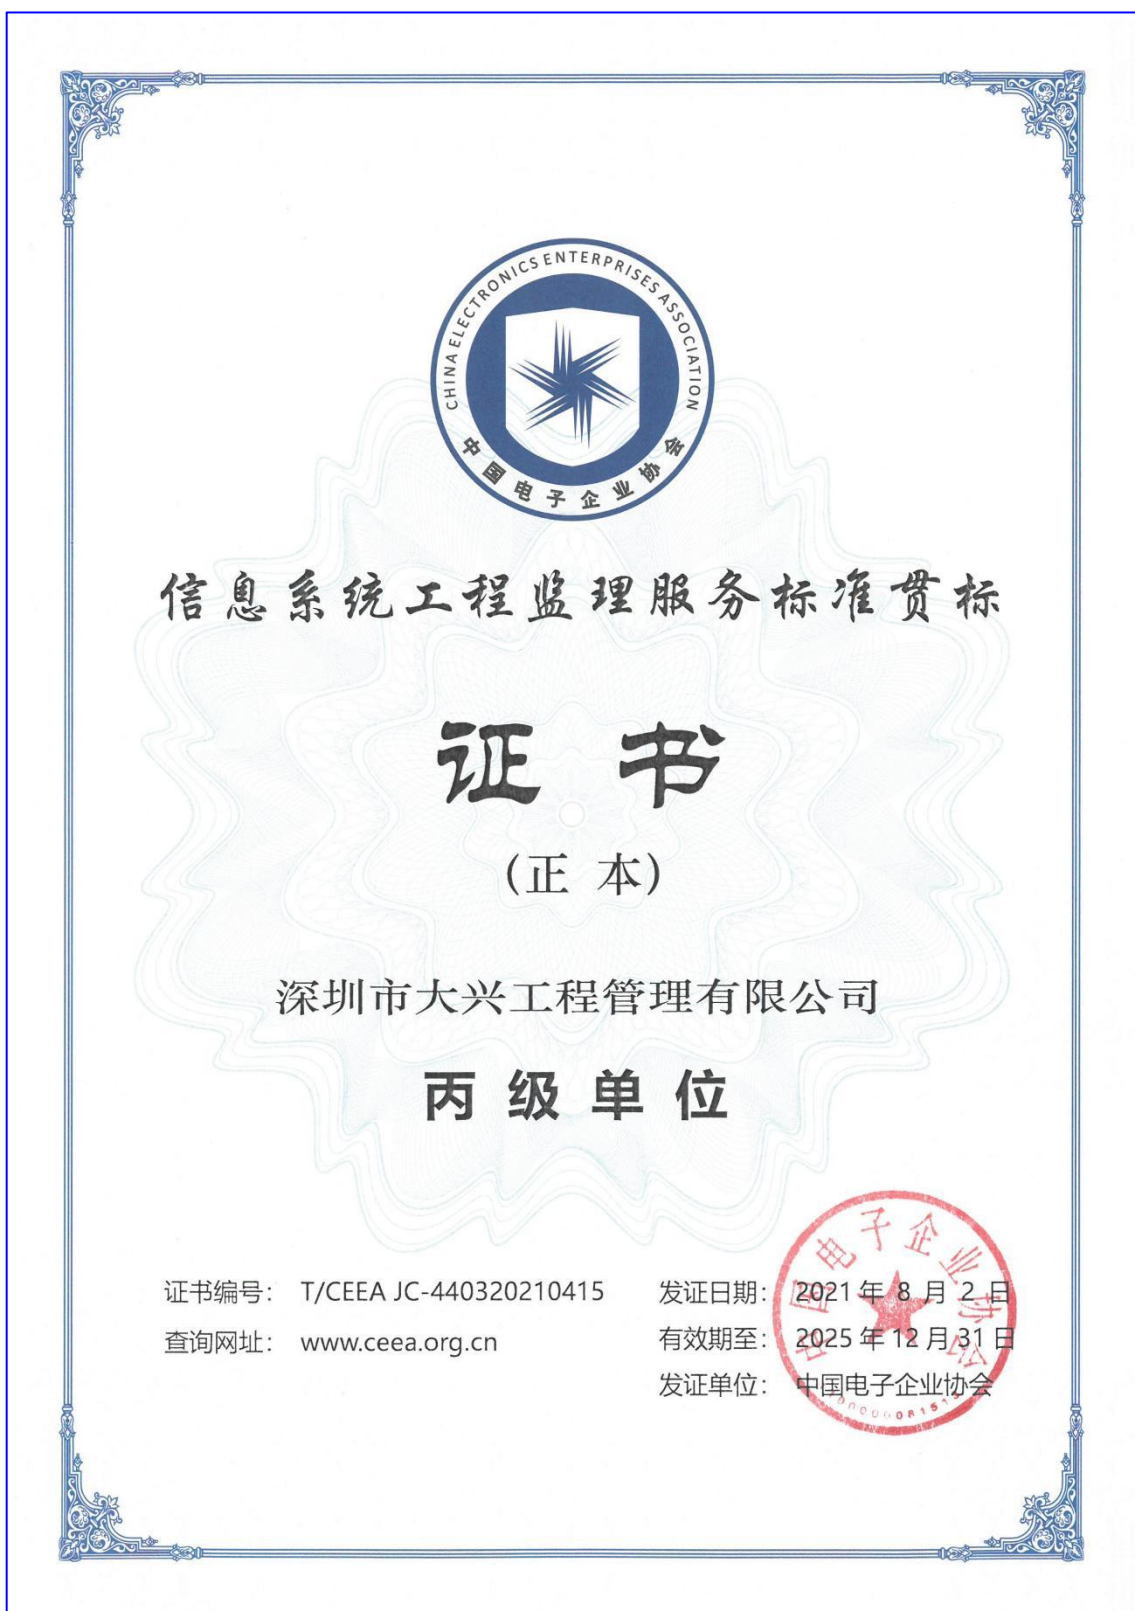 CHINA ELECTRONICS ENTERPRISES ASSOCIATION
中国电子企业协会
信息系统工程监理服务标准贯标
证书
(正 本)
深圳市大兴工程管理有限公司
丙级单位
证书编号： T/CEEA JC-440320210415
查询网址： www.ceea.org.cn
发证日期： 2021 年 8 月 2 日
有效期至： 2025 年 12 月 31 日
发证单位： 中国电子企业协会
中国电子企业协会